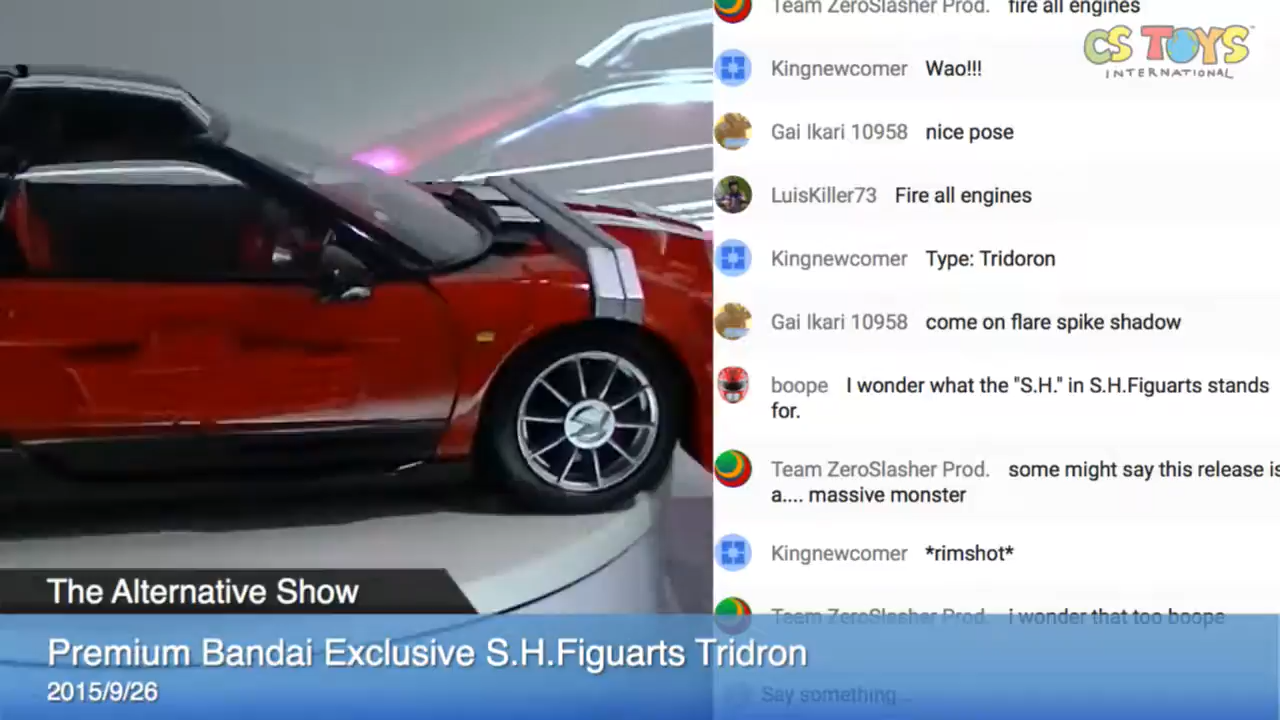 Team ZeroSlasher Prod. fire all engines
CS TOYS
INTERNATIONAL
Kingnewcomer Wao!!!
Gai Ikari 10958 nice pose
LuisKiller73 Fire all engines
Kingnewcomer Type: Tridoron
Gai Ikari 10958 come on flare spike shadow
boope I wonder what the "S.H." in S.H.Figuarts stands
for.
Team ZeroSlasher Prod. some might say this release is
a.... massive monster
Kingnewcomer *rimshot*
Team ZeroSlasher Prod. i wonder that too boope
Say something...
The Alternative Show
Premium Bandai Exclusive S.H.Figuarts Tridron
2015/9/26